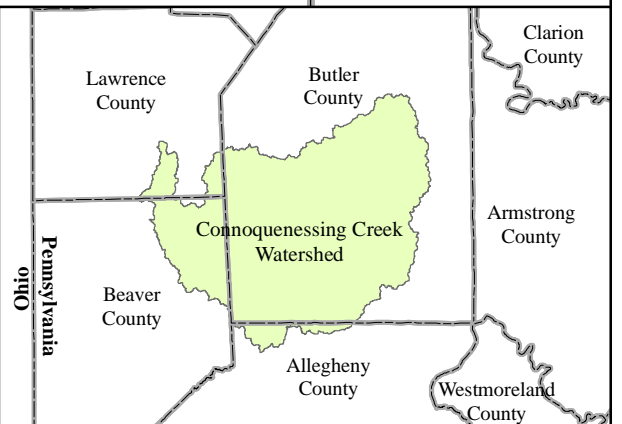 Clarion
County
Lawrence
County
Butler
County
Connoquenessing Creek
Watershed
Armstrong
County
Pennsylvania
Ohio
Beaver
County
Allegheny
County
Westmoreland
County